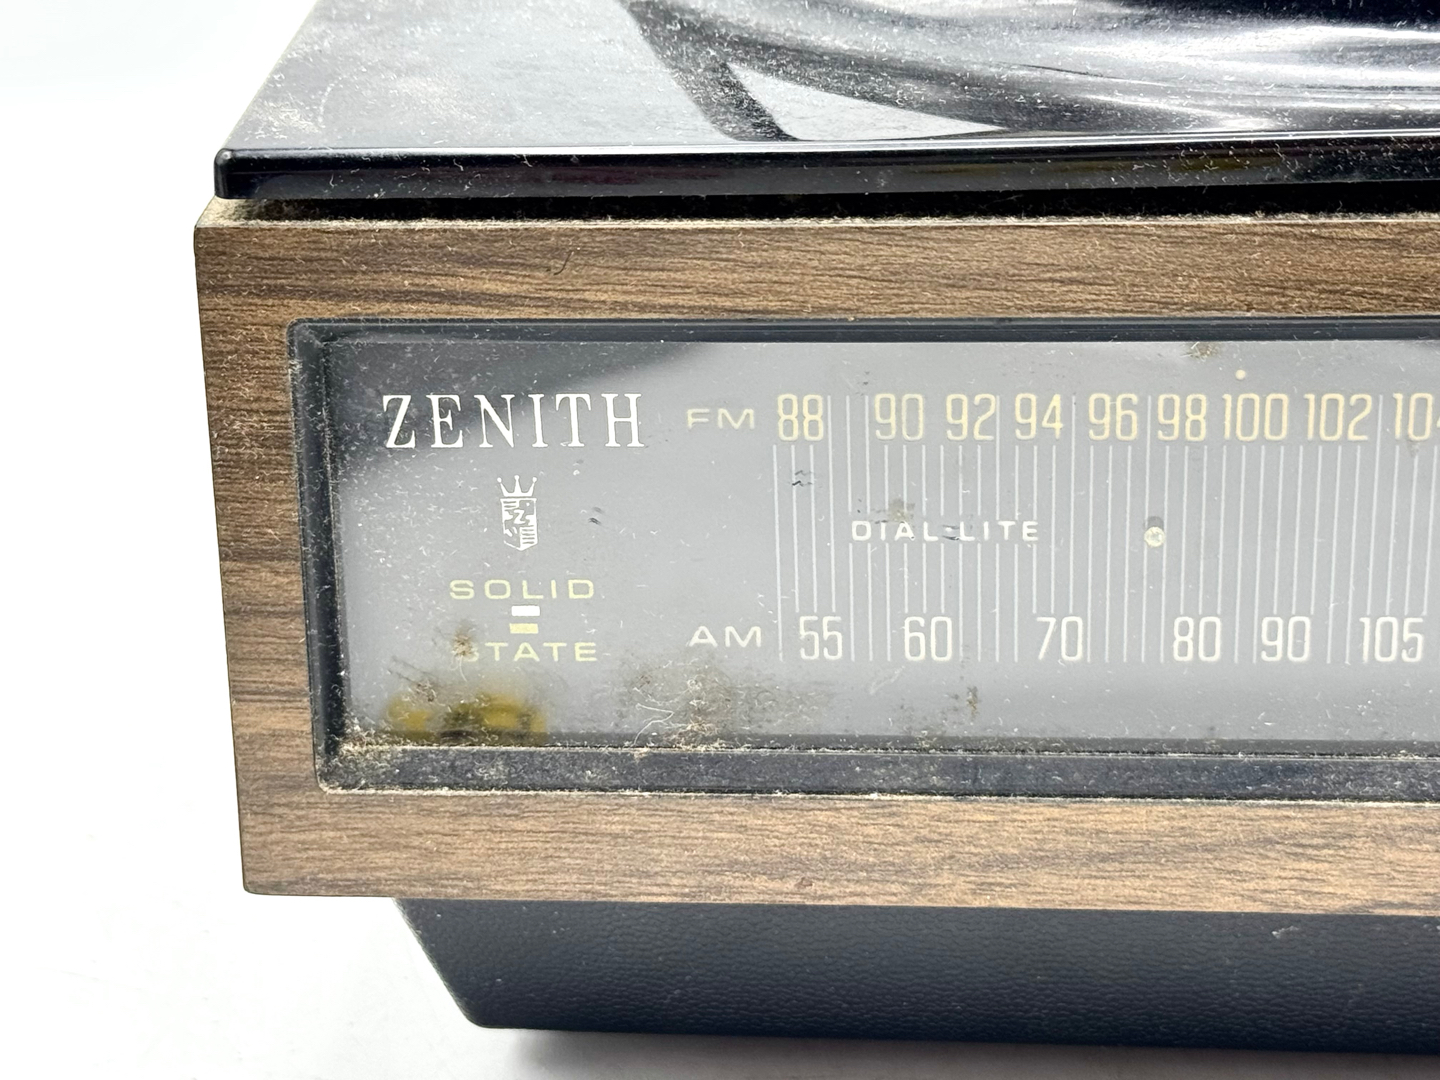 ZENITH
Z
SOLID
STATE
FM 88 90 92 94 96 98 100 102 104
DIAL-LITE
AM 55 60 70 80 90 105